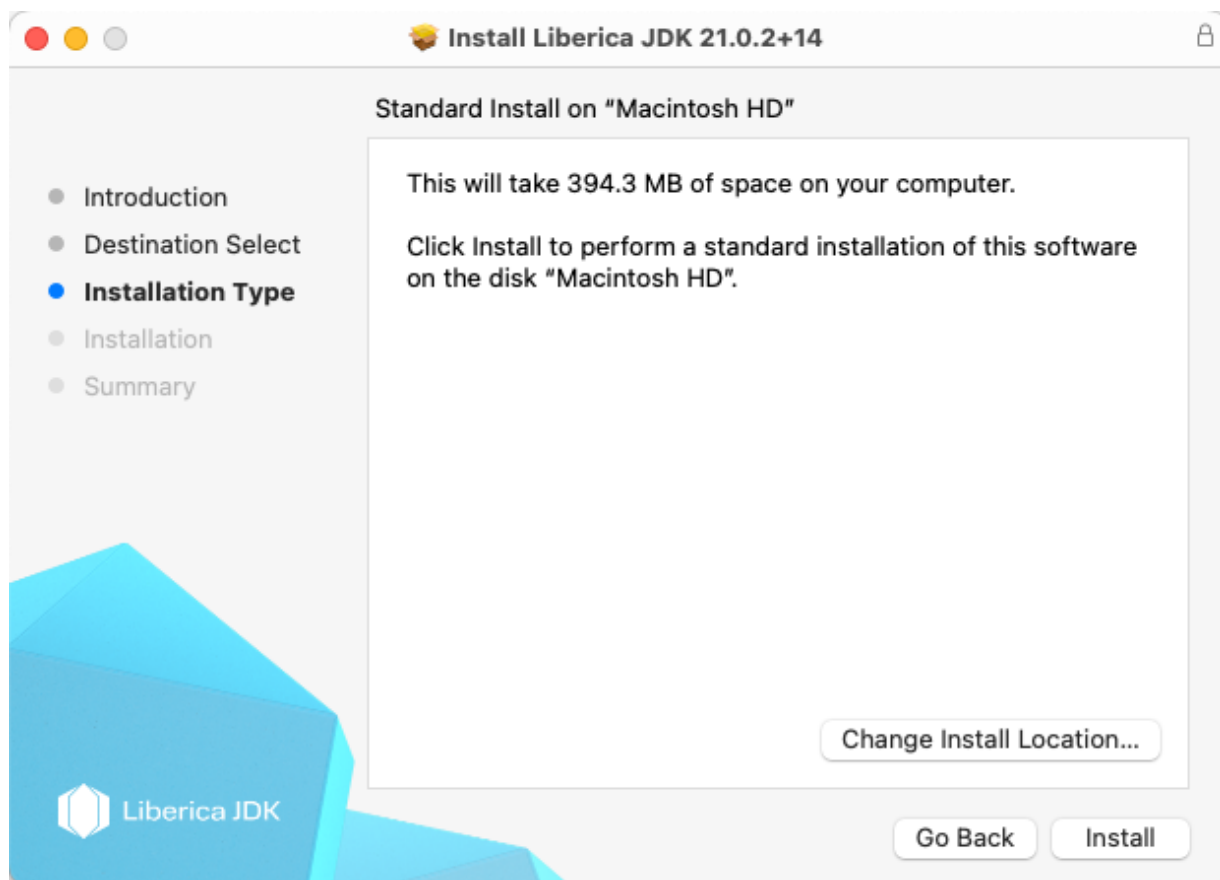 Install Liberica JDK 21.0.2+14
Standard Install on “Macintosh HD”
Introduction
Destination Select
Installation Type
Installation
Summary
This will take 394.3 MB of space on your computer.
Click Install to perform a standard installation of this software
on the disk “Macintosh HD”.
Change Install Location...
Liberica JDK
Go Back
Install